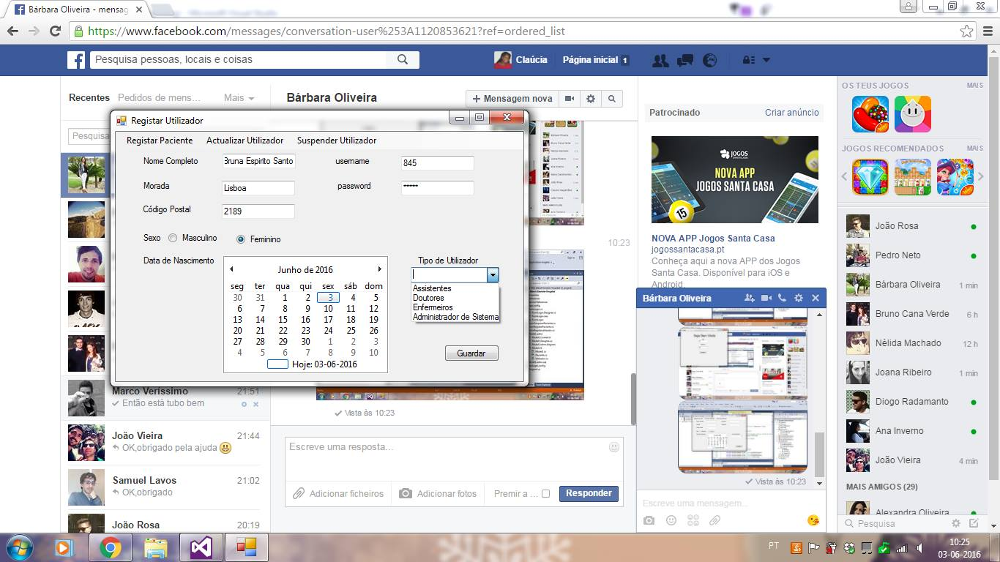 Bárbara Oliveira - mensag
https://www.facebook.com/messages/conversation-user%253A1120853621?ref=ordered_list
Pesquisa pessoas, locais e coisas
Claúcia
Página inicial 1
Recentes
Pedidos de mens...
Mais
Bárbara Oliveira
Mensagem nova
Pesquisa
Registar Utilizador
Registar Paciente
Actualizar Utilizador
Suspender Utilizador
Nome Completo
Bruna Espirito Santo
username
845
Morada
Lisboa
password
*****
Código Postal
2189
Sexo
Masculino
Feminino
Data de Nascimento
Junho de 2016
seg ter qua qui sex sáb dom
30 31 1 2 3 4 5
6 7 8 9 10 11 12
13 14 15 16 17 18 19
20 21 22 23 24 25 26
27 28 29 30 1 2 3
4 5 6 7 8 9 10
Hoje: 03-06-2016
Tipo de Utilizador
Assistentes
Doutores
Enfermeiros
Administrador de Sistema
Guardar
10:23
Marco Veríssimo
21:51
Então está tubo bem
João Vieira
21:44
OK,obrigado pela ajuda
Samuel Lavos
21:02
OK,obrigado
João Rosa
20:19
Vista às 10:23
Escreve uma resposta...
Adicionar ficheiros
Adicionar fotos
Premir a ...
Responder
Patrocinado
Criar anúncio
JOGOS
SANTACASA
NOVA APP
JOGOS SANTA CASA
15
NOVA APP Jogos Santa Casa
jogossantacasa.pt
Conheça aqui a nova APP dos Jogos
Santa Casa. Disponível para iOS e
Android.
Bárbara Oliveira
Vista às 10:23
Escreve uma mensagem...
OS TEUS JOGOS
MAIS
JOGOS RECOMENDADOS
MAIS
João Rosa
Pedro Neto
Bárbara Oliveira
1 min
Bruno Cana Verde
6 h
Nélida Machado
12 h
Joana Ribeiro
1 min
Diogo Radamanto
Ana Inverno
João Vieira
4 min
MAIS AMIGOS (29)
Alexandra Oliveira
Pesquisa
PT
10:25
03-06-2016